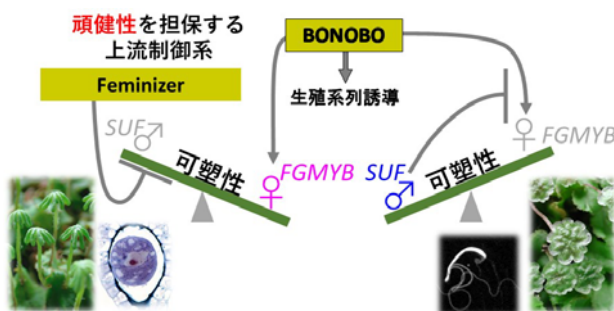 頑健性を担保する
上流制御系
Feminizer
BONOBO
生殖系列誘導
SUF♂
可塑性
♀FGMYB
SUF♂
可塑性
♀FGMYB